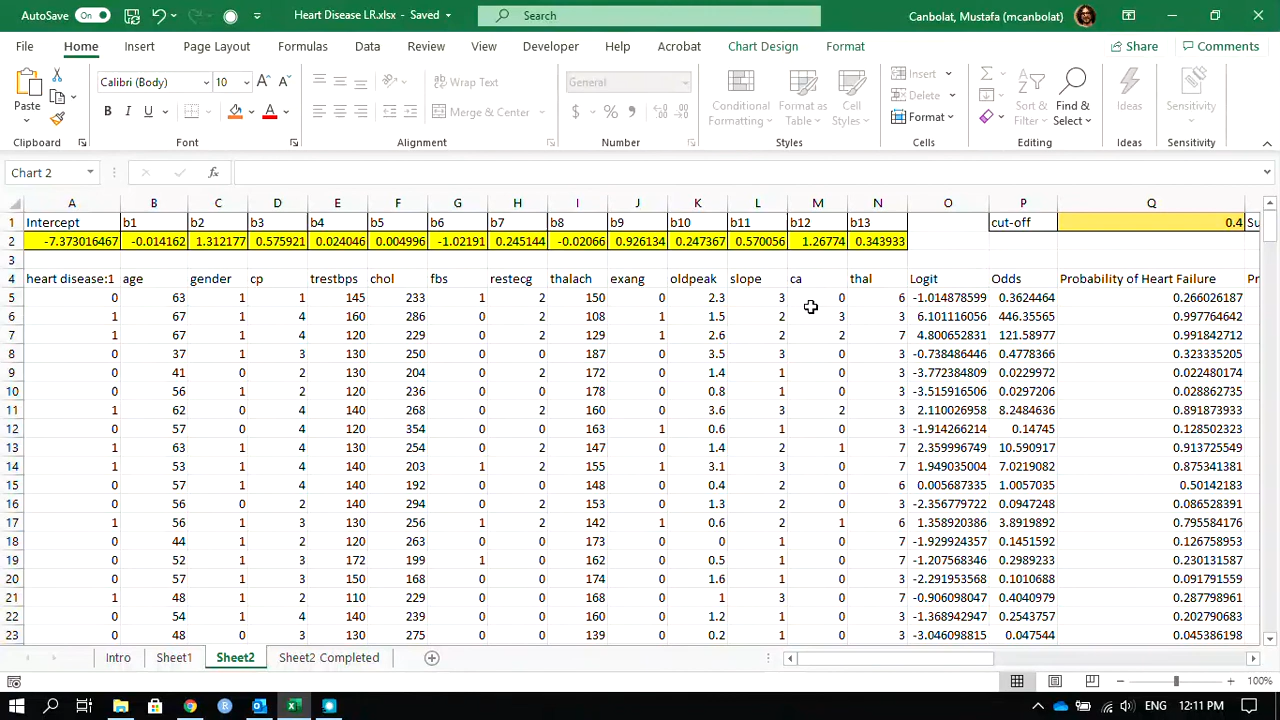 AutoSave On Heart Disease LR.xlsx - Saved Search Canbolat, Mustafa (mcanbolat)
File Home Insert Page Layout Formulas Data Review View Developer Help Acrobat Chart Design Format Share Comments
Paste Calibri (Body) 10 A A Wrap Text General Conditional Formatting Format as Table Cell Styles Insert Delete Format Sort & Filter Find & Select Ideas Sensitivity
B I U A Merge & Center $ % ,
Clipboard Font Alignment Number Styles Cells Editing Ideas Sensitivity
Chart 2 fx
A B C D E F G H I J K L M N O P Q
1 Intercept b1 b2 b3 b4 b5 b6 b7 b8 b9 b10 b11 b12 b13 cut-off 0.4 Su
2 -7.373016467 -0.014162 1.312177 0.575921 0.024046 0.004996 -1.02191 0.245144 -0.02066 0.926134 0.247367 0.570056 1.26774 0.343933
3
4 heart disease:1 age gender cp trestbps chol fbs restecg thalach exang oldpeak slope ca thal Logit Odds Probability of Heart Failure Pr
5 0 63 1 1 145 233 1 2 150 0 2.3 3 0 6 -1.014878599 0.3624464 0.266026187
6 1 67 1 4 160 286 0 2 108 1 1.5 2 3 3 6.101116056 446.35565 0.997764642
7 1 67 1 4 120 229 0 2 129 1 2.6 2 2 7 4.800652831 121.58977 0.991842712
8 0 37 1 3 130 250 0 0 187 0 3.5 3 0 3 -0.738486446 0.4778366 0.323335205
9 0 41 0 2 130 204 0 2 172 0 1.4 1 0 3 -3.772384809 0.0229972 0.022480174
10 0 56 1 2 120 236 0 0 178 0 0.8 1 0 3 -3.515916506 0.0297206 0.028862735
11 1 62 0 4 140 268 0 2 160 0 3.6 3 2 3 2.110026958 8.2484636 0.891873933
12 0 57 0 4 120 354 0 0 163 1 0.6 1 0 3 -1.914266214 0.14745 0.128502323
13 1 63 1 4 130 254 0 2 147 0 1.4 2 1 7 2.359996749 10.590917 0.913725549
14 1 53 1 4 140 203 1 2 155 1 3.1 3 0 7 1.949035004 7.0219082 0.875341381
15 0 57 1 4 140 192 0 0 148 0 0.4 2 0 6 0.005687335 1.0057035 0.50142183
16 0 56 0 2 140 294 0 2 153 0 1.3 2 0 3 -2.356779722 0.0947248 0.086528391
17 1 56 1 3 130 256 1 2 142 1 0.6 2 1 6 1.358920386 3.8919892 0.795584176
18 0 44 1 2 120 263 0 0 173 0 0 1 0 7 -1.929924357 0.1451592 0.126758953
19 0 52 1 3 172 199 1 0 162 0 0.5 1 0 7 -1.207568346 0.2989233 0.230131587
20 0 57 1 3 150 168 0 0 174 0 1.6 1 0 3 -2.291953568 0.1010688 0.091791559
21 1 48 1 2 110 229 0 0 168 0 1 3 0 7 -0.906098047 0.4040979 0.287798961
22 0 54 1 4 140 239 0 0 160 0 1.2 1 0 3 -1.368942947 0.2543757 0.202790683
23 0 48 0 3 130 275 0 0 139 0 0.2 1 0 3 -3.046098815 0.047544 0.045386198
Intro Sheet1 Sheet2 Sheet2 Completed
100%
ENG 12:11 PM